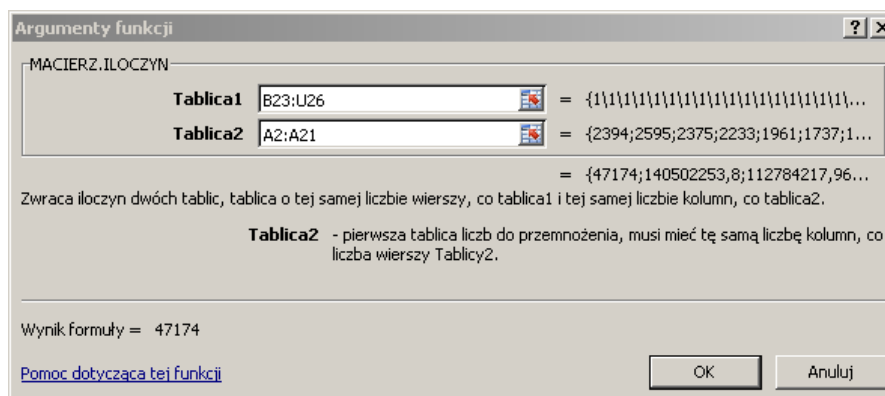 Argumenty funkcji
MACIERZ.ILOCZYN
Tablica1 B23:U26 = {1\1\1\1\1\1\1\1\1\1\1\1\1\1\1\1\1\...
Tablica2 A2:A21 = {2394;2595;2375;2233;1961;1737;1...
= {47174;140502253,8;112784217,96...
Zwraca iloczyn dwóch tablic, tablica o tej samej liczbie wierszy, co tablica1 i tej samej liczbie kolumn, co tablica2.
Tablica2 - pierwsza tablica liczb do przemnożenia, musi mieć tę samą liczbę kolumn, co
liczba wierszy Tablicy2.
Wynik formuły = 47174
Pomoc dotycząca tej funkcji
OK Anuluj